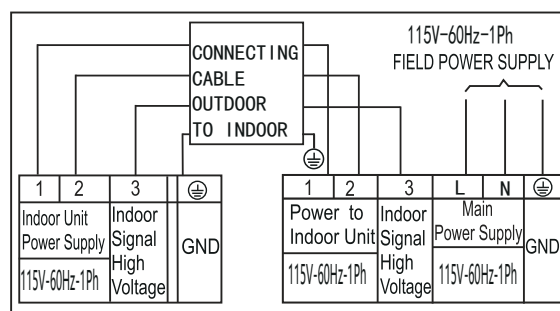 115V-60Hz-1Ph
FIELD POWER SUPPLY
CONNECTING
CABLE
OUTDOOR
TO INDOOR
1 2 3
Indoor Unit
Power Supply
115V-60Hz-1Ph
Indoor
Signal
High
Voltage
GND
1 2 3 L N
Power to
Indoor Unit
115V-60Hz-1Ph
Indoor
Signal
High
Voltage
Main
Power Supply
115V-60Hz-1Ph
GND